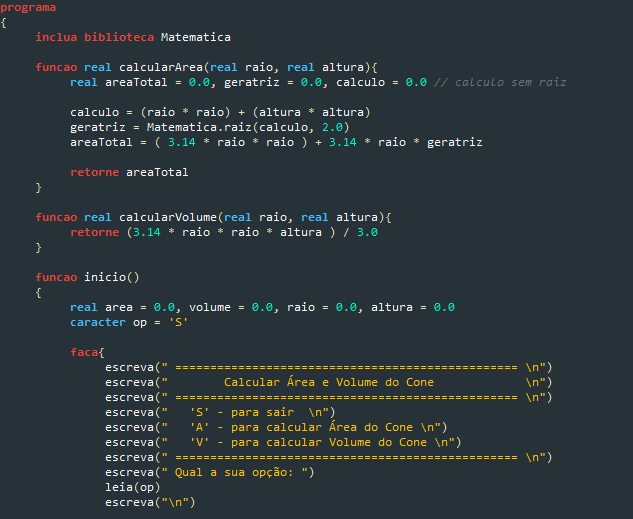 programa
{
inclua biblioteca Matematica
funcao real calcularArea(real raio, real altura){
real areaTotal = 0.0, geratriz = 0.0, calculo = 0.0 // calculo sem raiz
calculo = (raio * raio) + (altura * altura)
geratriz = Matematica.raiz(calculo, 2.0)
areaTotal = ( 3.14 * raio * raio ) + 3.14 * raio * geratriz
retorne areaTotal
}
funcao real calcularVolume(real raio, real altura){
retorne (3.14 * raio * raio * altura ) / 3.0
}
funcao inicio()
{
real area = 0.0, volume = 0.0, raio = 0.0, altura = 0.0
caracter op = 'S'
faca{
escreva(" ================================================== \n")
escreva("        Calcular Área e Volume do Cone             \n")
escreva(" ================================================== \n")
escreva("   'S' - para sair  \n")
escreva("   'A' - para calcular Área do Cone \n")
escreva("   'V' - para calcular Volume do Cone \n")
escreva(" ================================================== \n")
escreva(" Qual a sua opção: ")
leia(op)
escreva("\n")